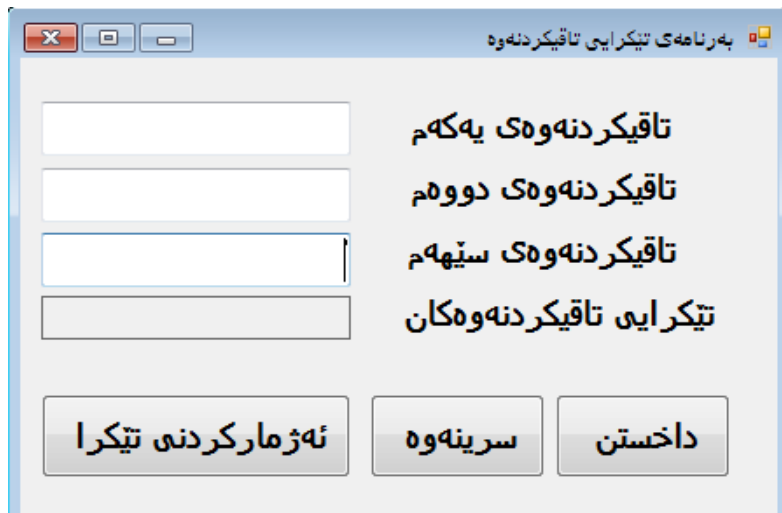 بەرنامەی تێکرایی تاقیکردنەوە
تاقیکردنەوەی یەکەم
تاقیکردنەوەی دووەم
تاقیکردنەوەی سێهەم
تێکرایی تاقیکردنەوەکان
داخستن
سرینەوە
ئەژمارکردنی تێکرا